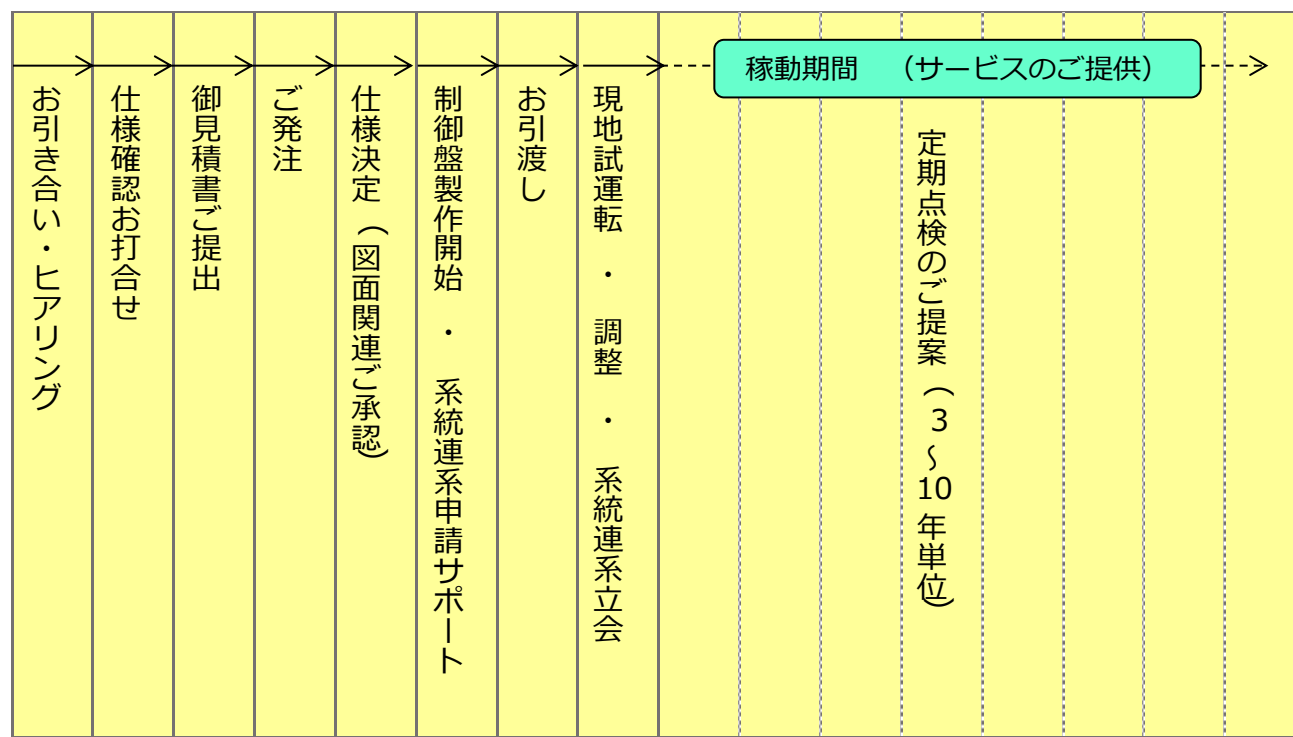 お引き合い・ヒアリング
仕様確認お打合せ
御見積書ご提出
ご発注
仕様決定（図面関連ご承認）
制御盤製作開始 ・ 系統連系申請サポート
お引渡し
現地試運転 ・ 調整 ・ 系統連系立会
稼動期間 （サービスのご提供）
定期点検のご提案（3～10年単位）